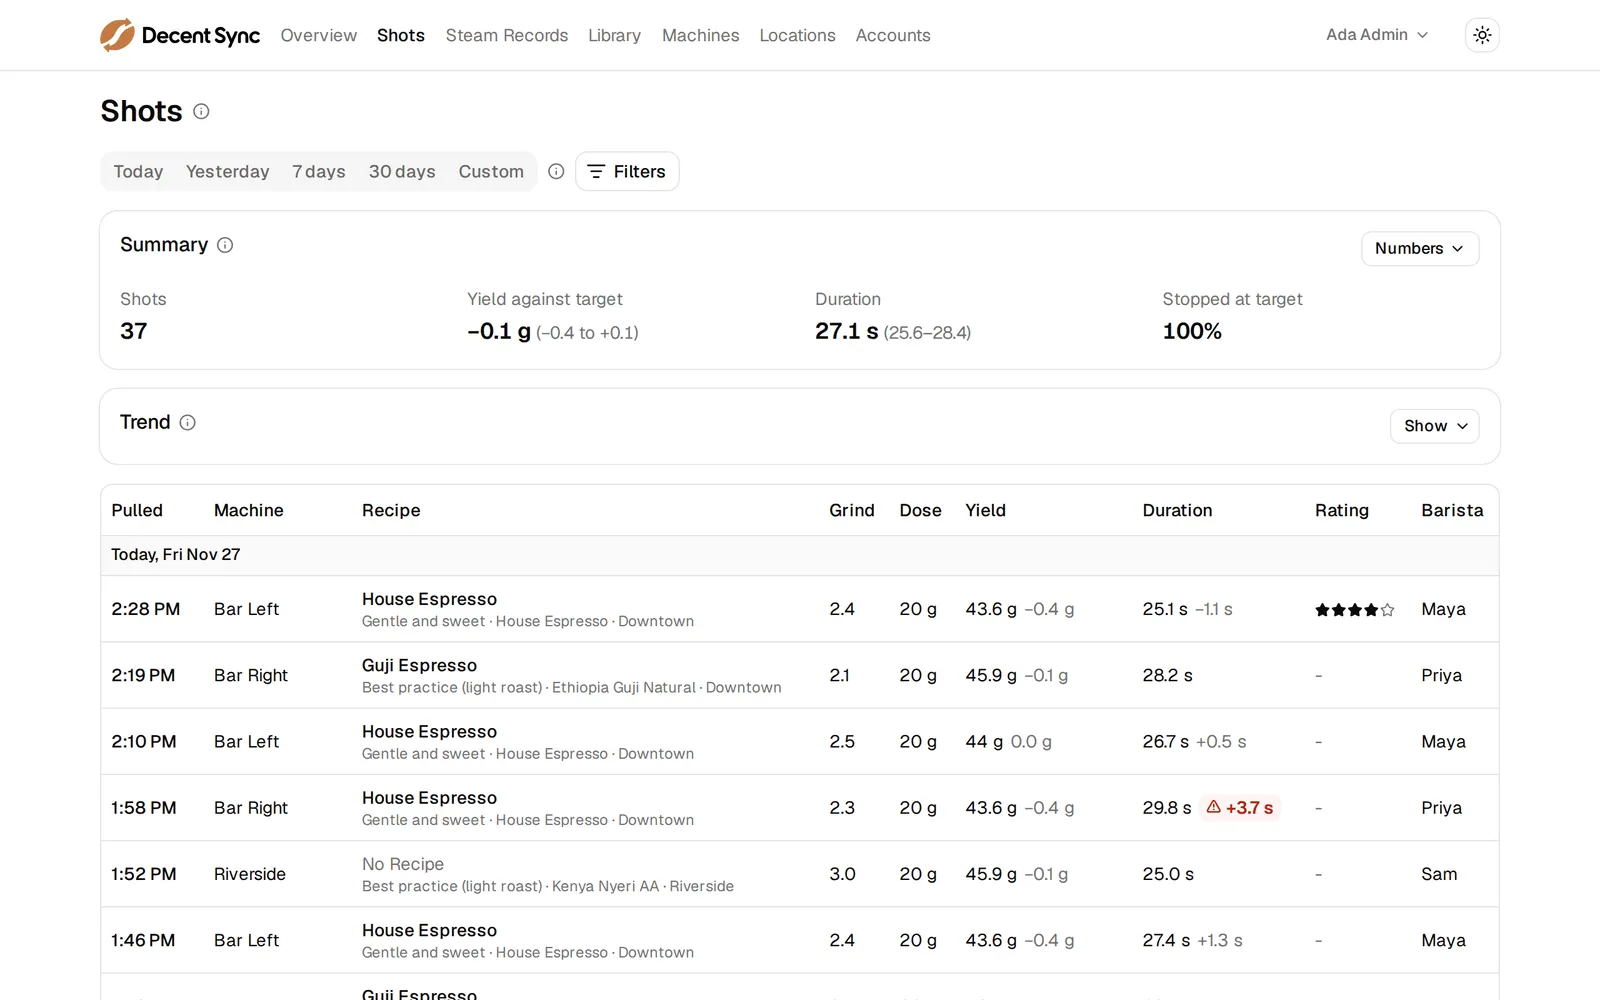 Decent Sync Overview Shots Steam Records Library Machines Locations Accounts Ada Admin
Shots
Today Yesterday 7 days 30 days Custom Filters
Summary Numbers
Shots Yield against target Duration Stopped at target
37 −0.1 g (−0.4 to +0.1) 27.1 s (25.6–28.4) 100%
Trend Show
Pulled Machine Recipe Grind Dose Yield Duration Rating Barista
Today, Fri Nov 27
2:28 PM Bar Left House Espresso 2.4 20 g 43.6 g −0.4 g 25.1 s −1.1 s Maya
Gentle and sweet · House Espresso · Downtown
2:19 PM Bar Right Guji Espresso 2.1 20 g 45.9 g −0.1 g 28.2 s - Priya
Best practice (light roast) · Ethiopia Guji Natural · Downtown
2:10 PM Bar Left House Espresso 2.5 20 g 44 g 0.0 g 26.7 s +0.5 s - Maya
Gentle and sweet · House Espresso · Downtown
1:58 PM Bar Right House Espresso 2.3 20 g 43.6 g −0.4 g 29.8 s +3.7 s - Priya
Gentle and sweet · House Espresso · Downtown
1:52 PM Riverside No Recipe 3.0 20 g 45.9 g −0.1 g 25.0 s - Sam
Best practice (light roast) · Kenya Nyeri AA · Riverside
1:46 PM Bar Left House Espresso 2.4 20 g 43.6 g −0.4 g 27.4 s +1.3 s - Maya
Gentle and sweet · House Espresso · Downtown
Guji Espresso